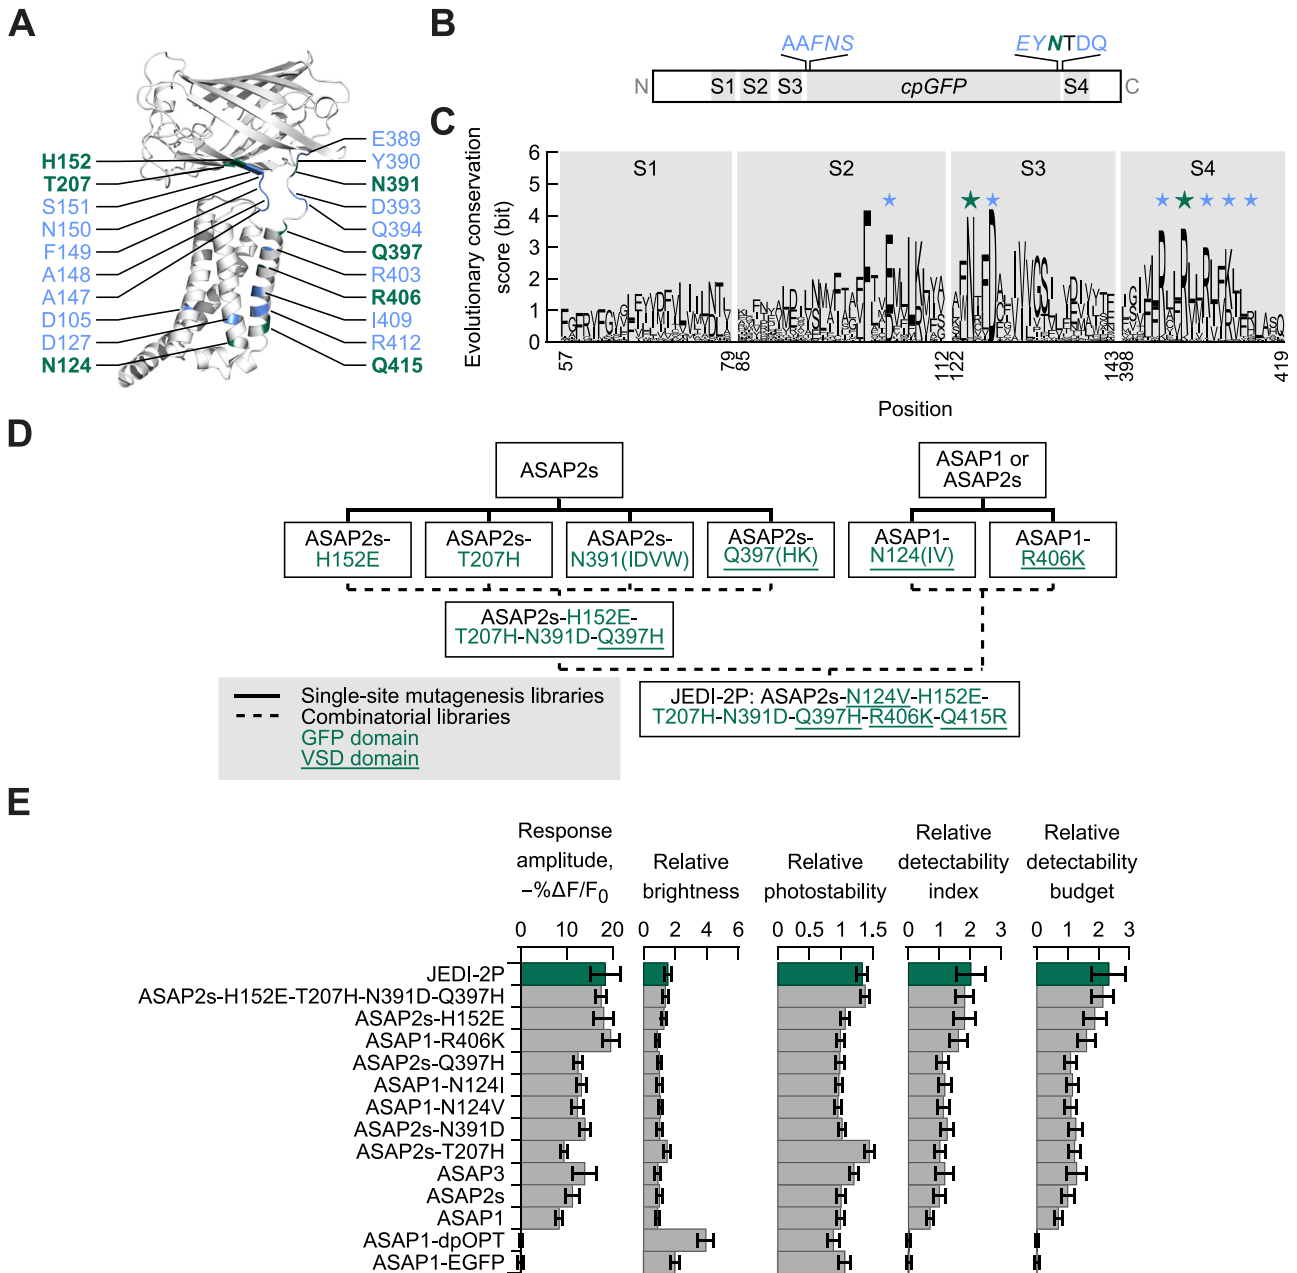 A
H152
T207
S151
N150
F149
A148
A147
D105
D127
N124
E389
Y390
N391
D393
Q394
Q397
R403
R406
I409
R412
Q415
B
AAFNS
EYNTDQ
N
S1
S2
S3
cpGFP
S4
C
C
Evolutionary conservation
score (bit)
6
5
4
3
2
1
0
S1
S2
S3
S4
57
79
85
112
122
143
398
419
Position
D
ASAP2s
ASAP1 or
ASAP2s
ASAP2s-
H152E
ASAP2s-
T207H
ASAP2s-
N391(IDVW)
ASAP2s-
Q397(HK)
ASAP1-
N124(IV)
ASAP1-
R406K
ASAP2s-H152E-
T207H-N391D-Q397H
JEDI-2P: ASAP2s-N124V-H152E-
T207H-N391D-Q397H-R406K-Q415R
Single-site mutagenesis libraries
Combinatorial libraries
GFP domain
VSD domain
E
Response
amplitude,
−%ΔF/F0
Relative
brightness
Relative
photostability
Relative
detectability
index
Relative
detectability
budget
0 10 20
0 2 4 6
0 0.5 1 1.5
0 1 2 3
0 1 2 3
JEDI-2P
ASAP2s-H152E-T207H-N391D-Q397H
ASAP2s-H152E
ASAP1-R406K
ASAP2s-Q397H
ASAP1-N124I
ASAP1-N124V
ASAP2s-N391D
ASAP2s-T207H
ASAP3
ASAP2s
ASAP1
ASAP1-dpOPT
ASAP1-EGFP